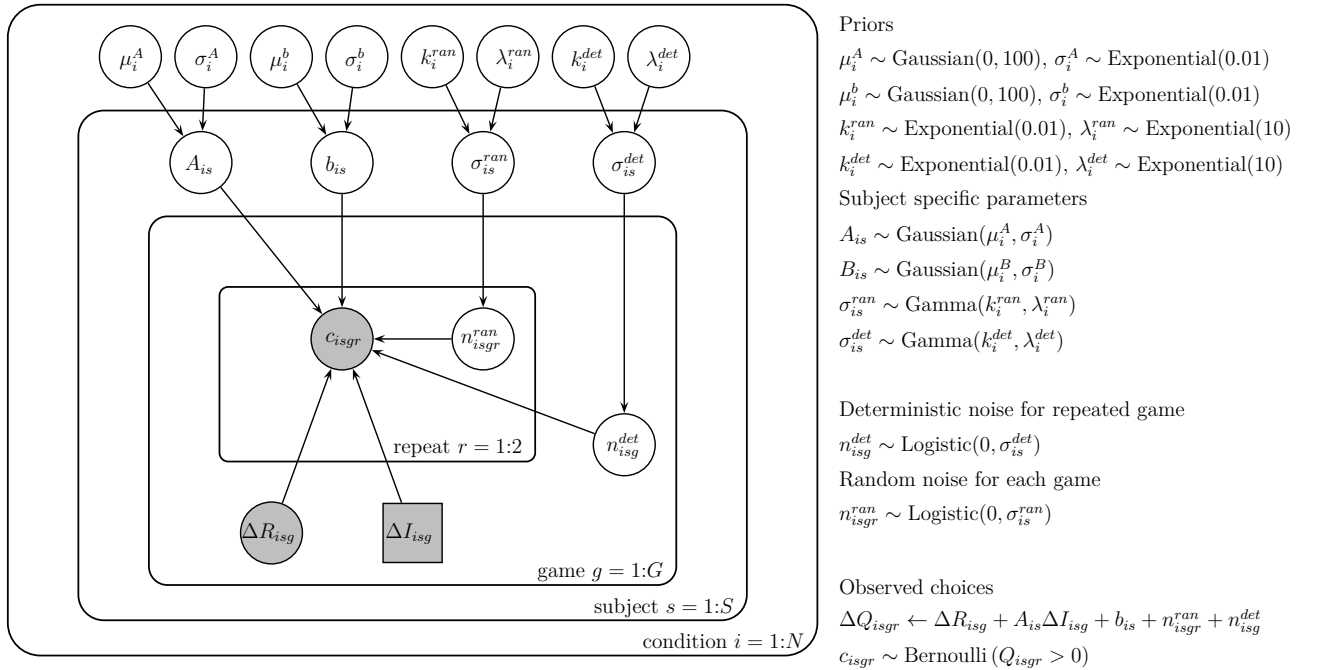 μ_i^A σ_i^A μ_i^b σ_i^b k_i^{ran} λ_i^{ran} k_i^{det} λ_i^{det}
A_{is} b_{is} σ_{is}^{ran} σ_{is}^{det}
c_{isgr} n_{isgr}^{ran}
n_{isg}^{det}
repeat r = 1:2
ΔR_{isg} ΔI_{isg}
game g = 1:G
subject s = 1:S
condition i = 1:N
Priors
μ_i^A ∼ Gaussian(0, 100), σ_i^A ∼ Exponential(0.01)
μ_i^b ∼ Gaussian(0, 100), σ_i^b ∼ Exponential(0.01)
k_i^{ran} ∼ Exponential(0.01), λ_i^{ran} ∼ Exponential(10)
k_i^{det} ∼ Exponential(0.01), λ_i^{det} ∼ Exponential(10)
Subject specific parameters
A_{is} ∼ Gaussian(μ_i^A, σ_i^A)
B_{is} ∼ Gaussian(μ_i^B, σ_i^B)
σ_{is}^{ran} ∼ Gamma(k_i^{ran}, λ_i^{ran})
σ_{is}^{det} ∼ Gamma(k_i^{det}, λ_i^{det})
Deterministic noise for repeated game
n_{isg}^{det} ∼ Logistic(0, σ_{is}^{det})
Random noise for each game
n_{isgr}^{ran} ∼ Logistic(0, σ_{is}^{ran})
Observed choices
ΔQ_{isgr} ← ΔR_{isg} + A_{is}ΔI_{isg} + b_{is} + n_{isgr}^{ran} + n_{isg}^{det}
c_{isgr} ∼ Bernoulli (Q_{isgr} > 0)